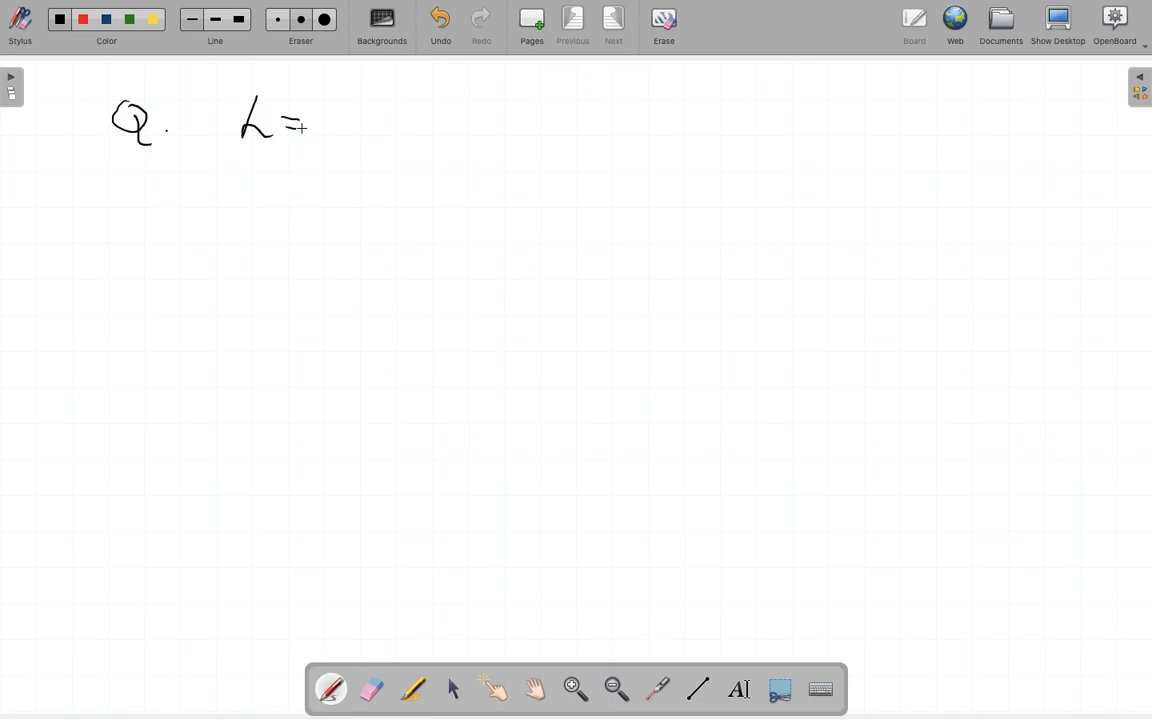 Stylus Color Line Eraser Backgrounds Undo Redo Pages Previous Next Erase Board Web Documents Show Desktop OpenBoard
Q. L =